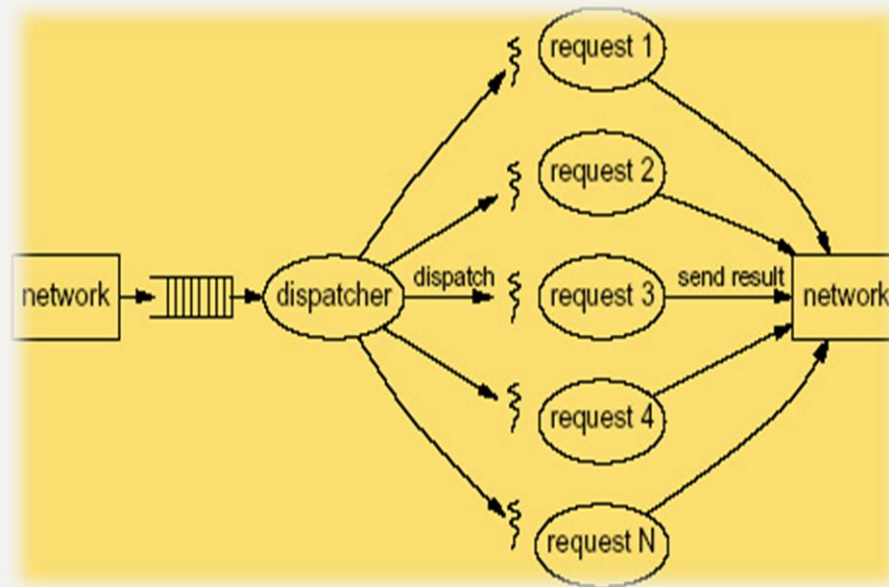 request 1
request 2
network
dispatcher
dispatch
request 3
send result
network
request 4
request N